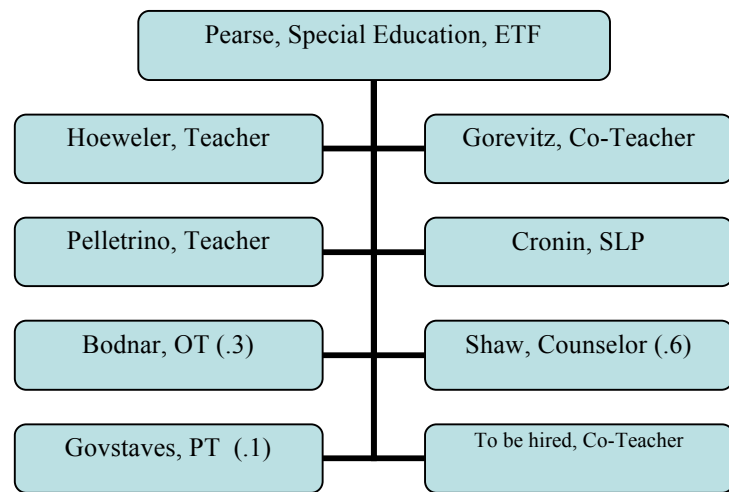 Pearse, Special Education, ETF
Hoeweler, Teacher
Gorevitz, Co-Teacher
Pelletrino, Teacher
Cronin, SLP
Bodnar, OT (.3)
Shaw, Counselor (.6)
Govstaves, PT  (.1)
To be hired, Co-Teacher